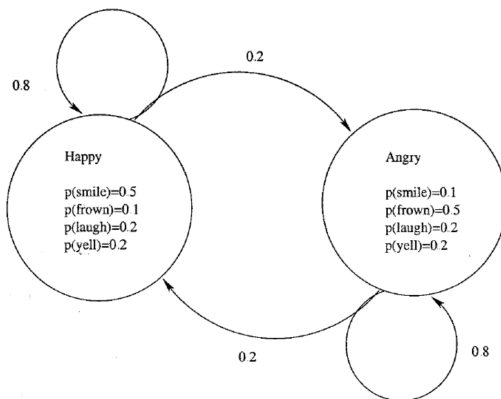 0.8
0.2
Happy
p(smile)=0.5
p(frown)=0.1
p(laugh)=0.2
p(yell)=0.2
Angry
p(smile)=0.1
p(frown)=0.5
p(laugh)=0.2
p(yell)=0.2
0.2
0.8